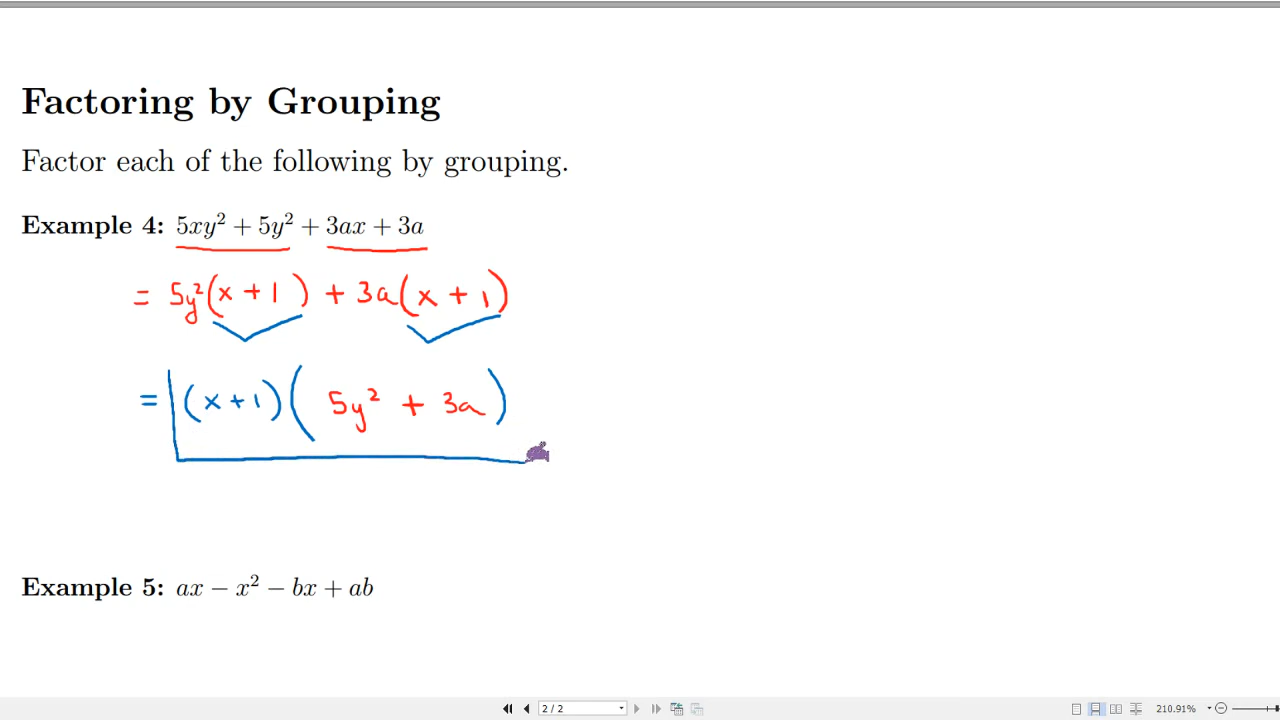 Factoring by Grouping
Factor each of the following by grouping.
Example 4: 5xy² + 5y² + 3ax + 3a
= 5y²(x + 1) + 3a(x + 1)
= (x + 1)(5y² + 3a)
Example 5: ax − x² − bx + ab
2 / 2
210.91%